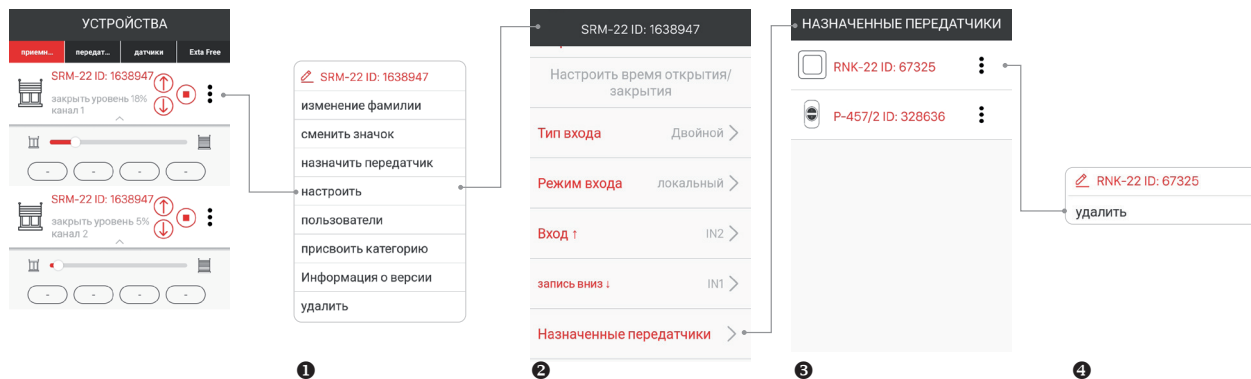 УСТРОЙСТВА
приемн...
передат...
датчики
Exta Free
SRM-22 ID: 1638947
закрыть уровень 18%
канал 1
-
-
-
-
SRM-22 ID: 1638947
закрыть уровень 5%
канал 2
-
-
-
-
SRM-22 ID: 1638947
изменение фамилии
сменить значок
назначить передатчик
настроить
пользователи
присвоить категорию
Информация о версии
удалить
❶
SRM-22 ID: 1638947
Настроить время открытия/
закрытия
Тип входа Двойной
Режим входа локальный
Вход ↑ IN2
запись вниз ↓ IN1
Назначенные передатчики
❷
НАЗНАЧЕННЫЕ ПЕРЕДАТЧИКИ
RNK-22 ID: 67325
P-457/2 ID: 328636
❸
RNK-22 ID: 67325
удалить
❹